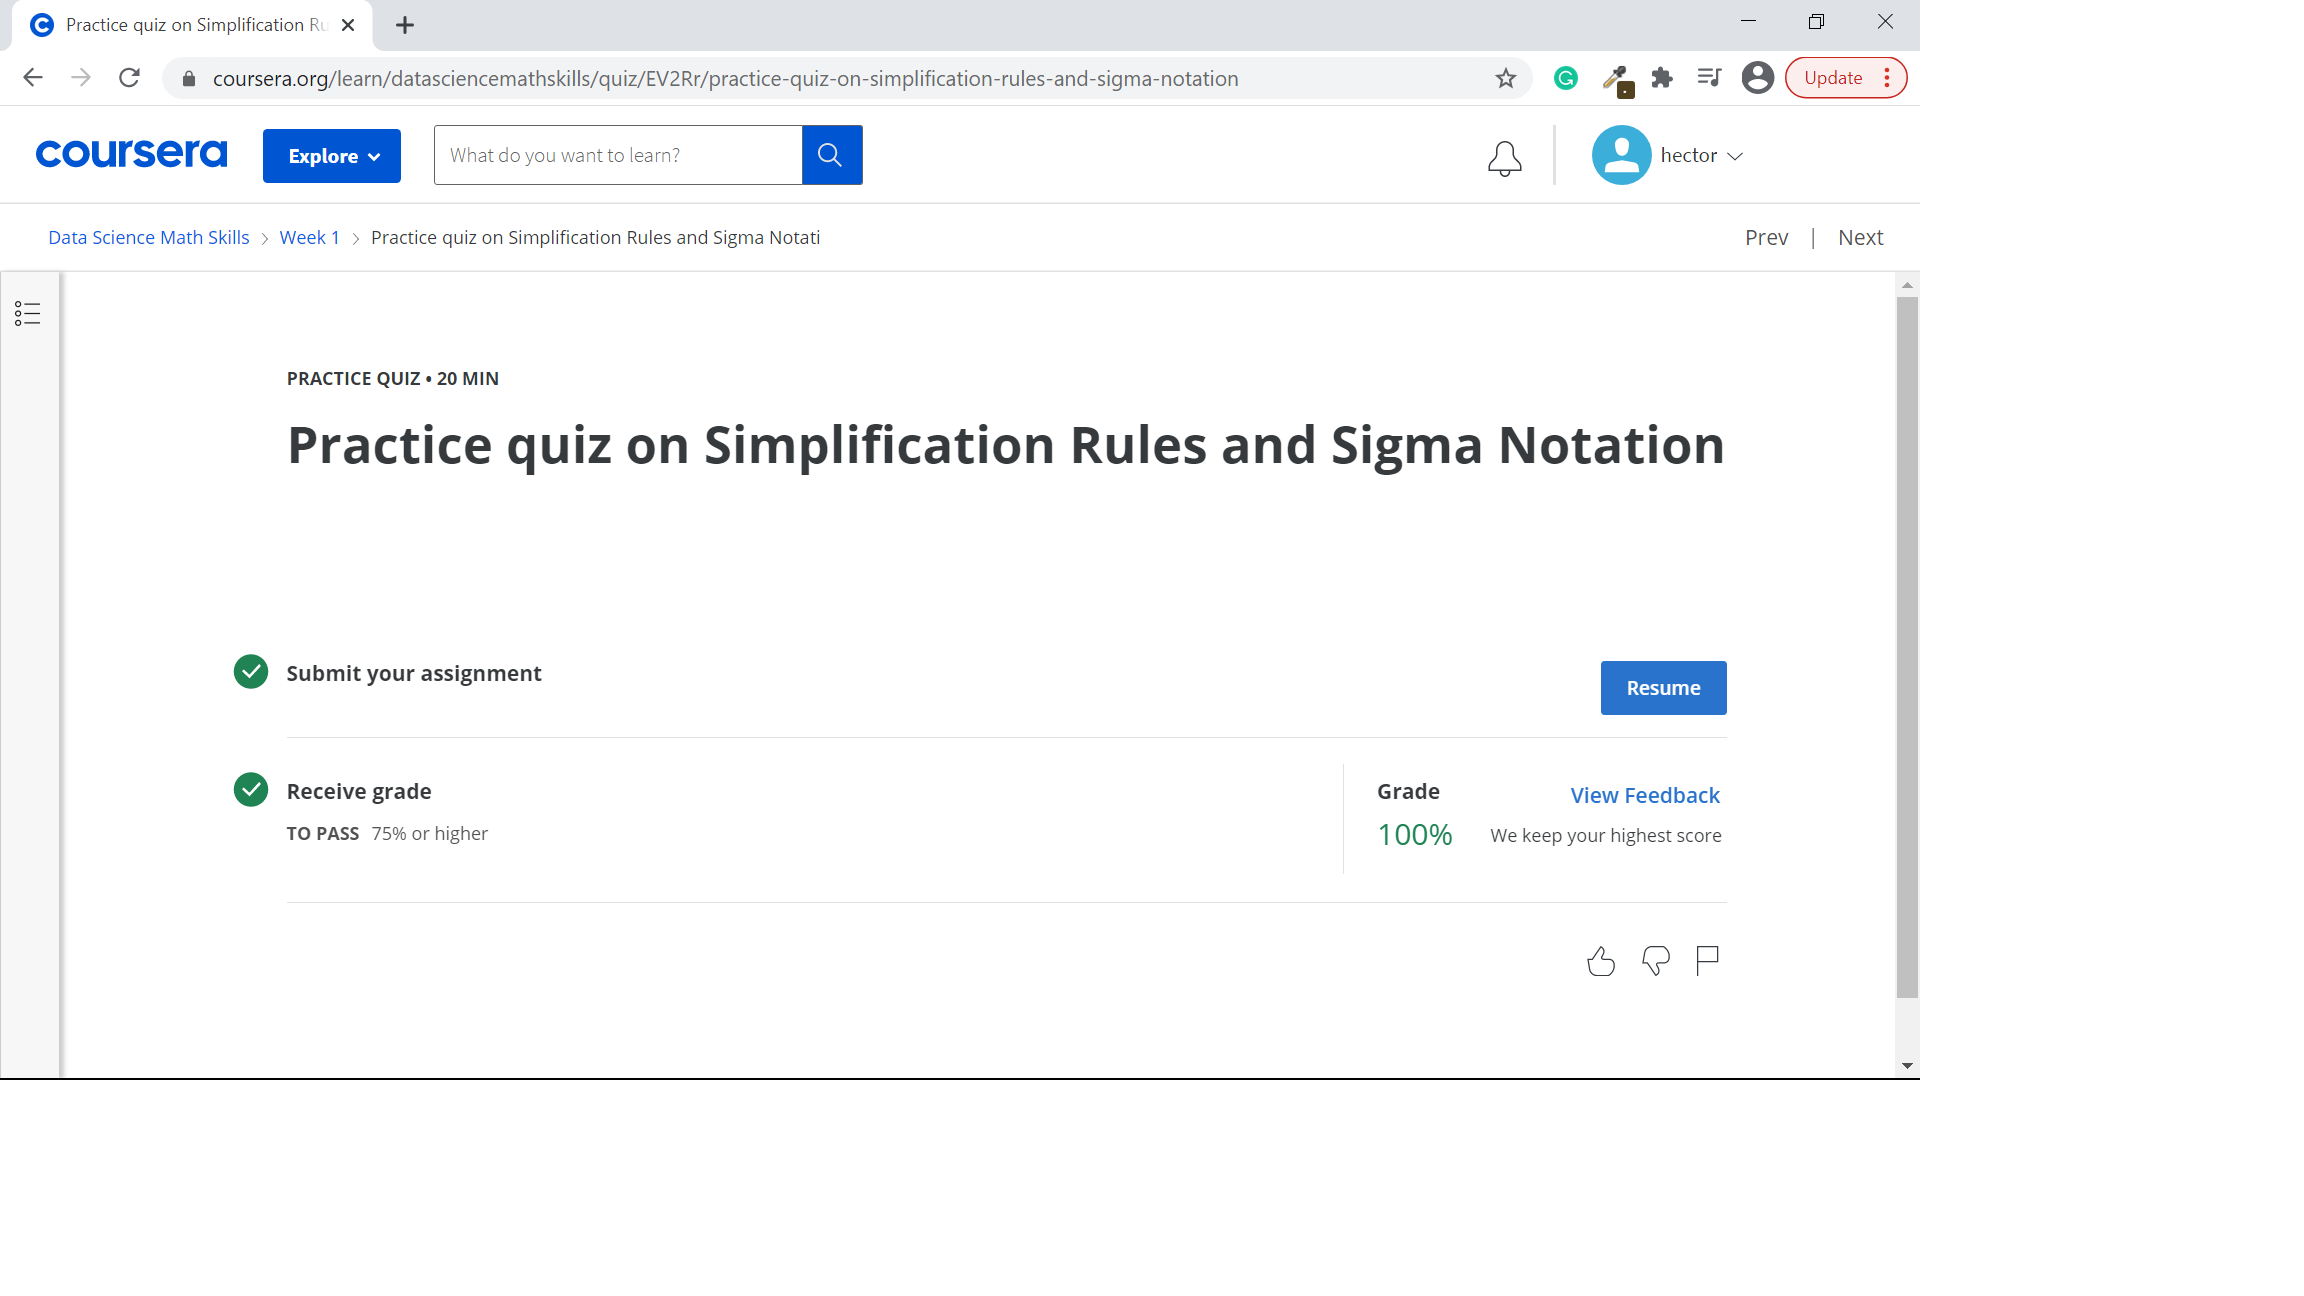 Practice quiz on Simplification Ru
coursera.org/learn/datasciencemathskills/quiz/EV2Rr/practice-quiz-on-simplification-rules-and-sigma-notation
Update
coursera
Explore
What do you want to learn?
hector
Data Science Math Skills > Week 1 > Practice quiz on Simplification Rules and Sigma Notati
Prev | Next
PRACTICE QUIZ • 20 MIN
Practice quiz on Simplification Rules and Sigma Notation
Submit your assignment
Resume
Receive grade
TO PASS 75% or higher
Grade
View Feedback
100%
We keep your highest score